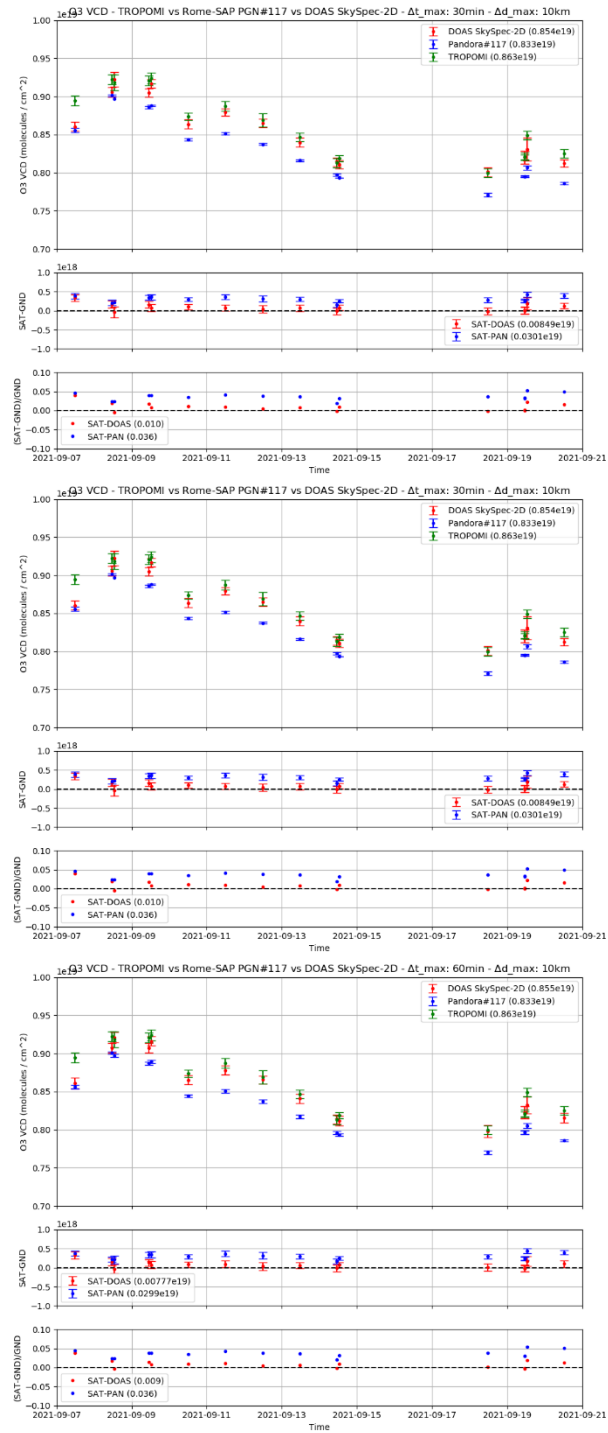 1e19
O3 VCD - TROPOMI vs Rome-SAP PGN#117 vs DOAS SkySpec-2D - Δt_max: 30min - Δd_max: 10km
O3 VCD (molecules / cm^2)
1.00
0.95
0.90
0.85
0.80
0.75
0.70
DOAS SkySpec-2D (0.854e19)
Pandora#117 (0.833e19)
TROPOMI (0.863e19)
1e18
SAT-GND
1.0
0.5
0.0
−0.5
−1.0
SAT-DOAS (0.00849e19)
SAT-PAN (0.0301e19)
(SAT-GND)/GND
0.10
0.05
0.00
−0.05
−0.10
SAT-DOAS (0.010)
SAT-PAN (0.036)
2021-09-07 2021-09-09 2021-09-11 2021-09-13 2021-09-15 2021-09-17 2021-09-19 2021-09-21
Time
1e19
O3 VCD - TROPOMI vs Rome-SAP PGN#117 vs DOAS SkySpec-2D - Δt_max: 30min - Δd_max: 10km
O3 VCD (molecules / cm^2)
1.00
0.95
0.90
0.85
0.80
0.75
0.70
DOAS SkySpec-2D (0.854e19)
Pandora#117 (0.833e19)
TROPOMI (0.863e19)
1e18
SAT-GND
1.0
0.5
0.0
−0.5
−1.0
SAT-DOAS (0.00849e19)
SAT-PAN (0.0301e19)
(SAT-GND)/GND
0.10
0.05
0.00
−0.05
−0.10
SAT-DOAS (0.010)
SAT-PAN (0.036)
2021-09-07 2021-09-09 2021-09-11 2021-09-13 2021-09-15 2021-09-17 2021-09-19 2021-09-21
Time
1e19
O3 VCD - TROPOMI vs Rome-SAP PGN#117 vs DOAS SkySpec-2D - Δt_max: 60min - Δd_max: 10km
O3 VCD (molecules / cm^2)
1.00
0.95
0.90
0.85
0.80
0.75
0.70
DOAS SkySpec-2D (0.855e19)
Pandora#117 (0.833e19)
TROPOMI (0.863e19)
1e18
SAT-GND
1.0
0.5
0.0
−0.5
−1.0
SAT-DOAS (0.00777e19)
SAT-PAN (0.0299e19)
(SAT-GND)/GND
0.10
0.05
0.00
−0.05
−0.10
SAT-DOAS (0.009)
SAT-PAN (0.036)
2021-09-07 2021-09-09 2021-09-11 2021-09-13 2021-09-15 2021-09-17 2021-09-19 2021-09-21
Time